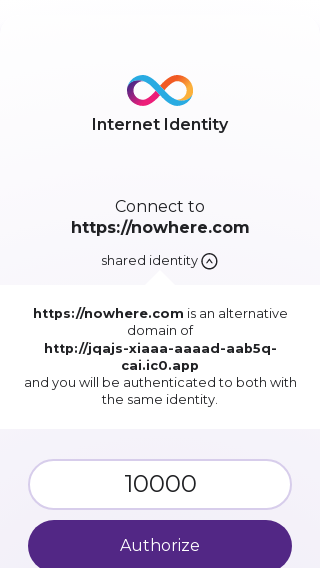 Internet Identity
Connect to
https://nowhere.com
shared identity
https://nowhere.com is an alternative
domain of
http://jqajs-xiaaa-aaaad-aab5q-
cai.ic0.app
and you will be authenticated to both with
the same identity.
10000
Authorize